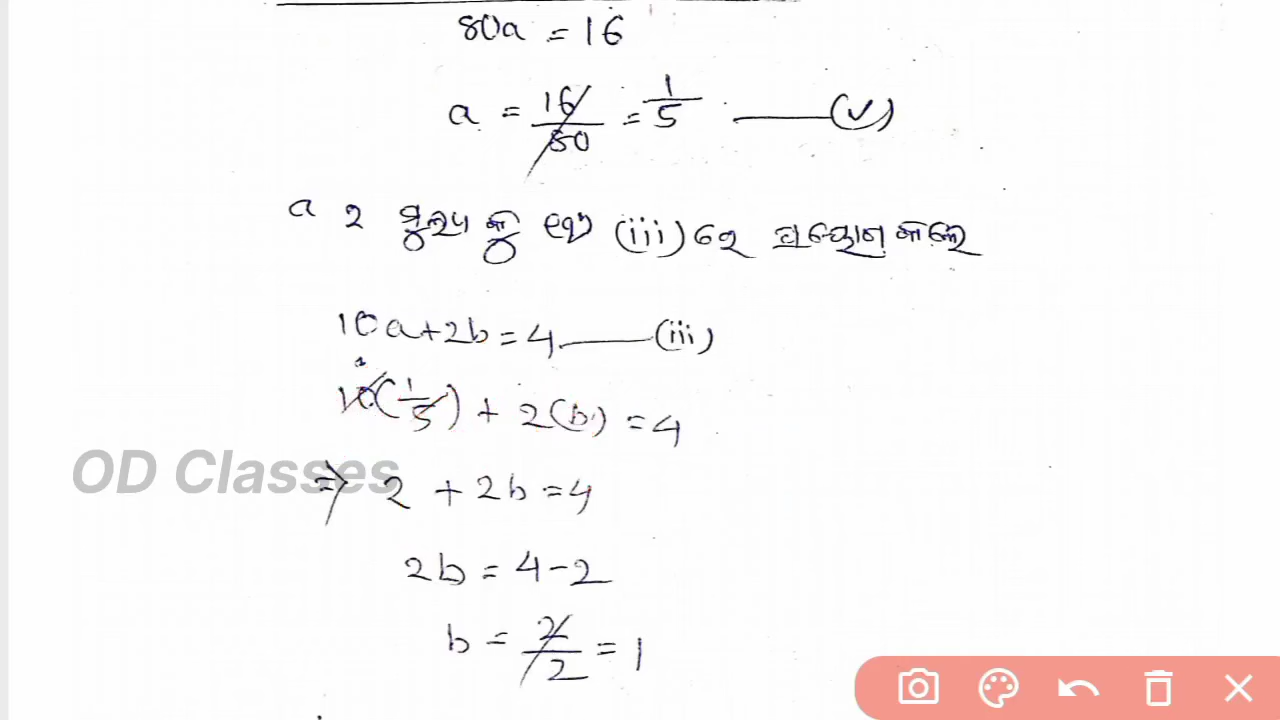 80a = 16
a = 16/80 = 1/5 ——(v)
a ର ମୂଲ୍ୟ କୁ (iii) ରେ ପ୍ରୟୋଗ କଲେ
10a+2b=4 ——(iii)
10(1/5) + 2(b) = 4
OD Classes
⇒ 2 + 2b = 4
2b = 4-2
b = 2/2 = 1